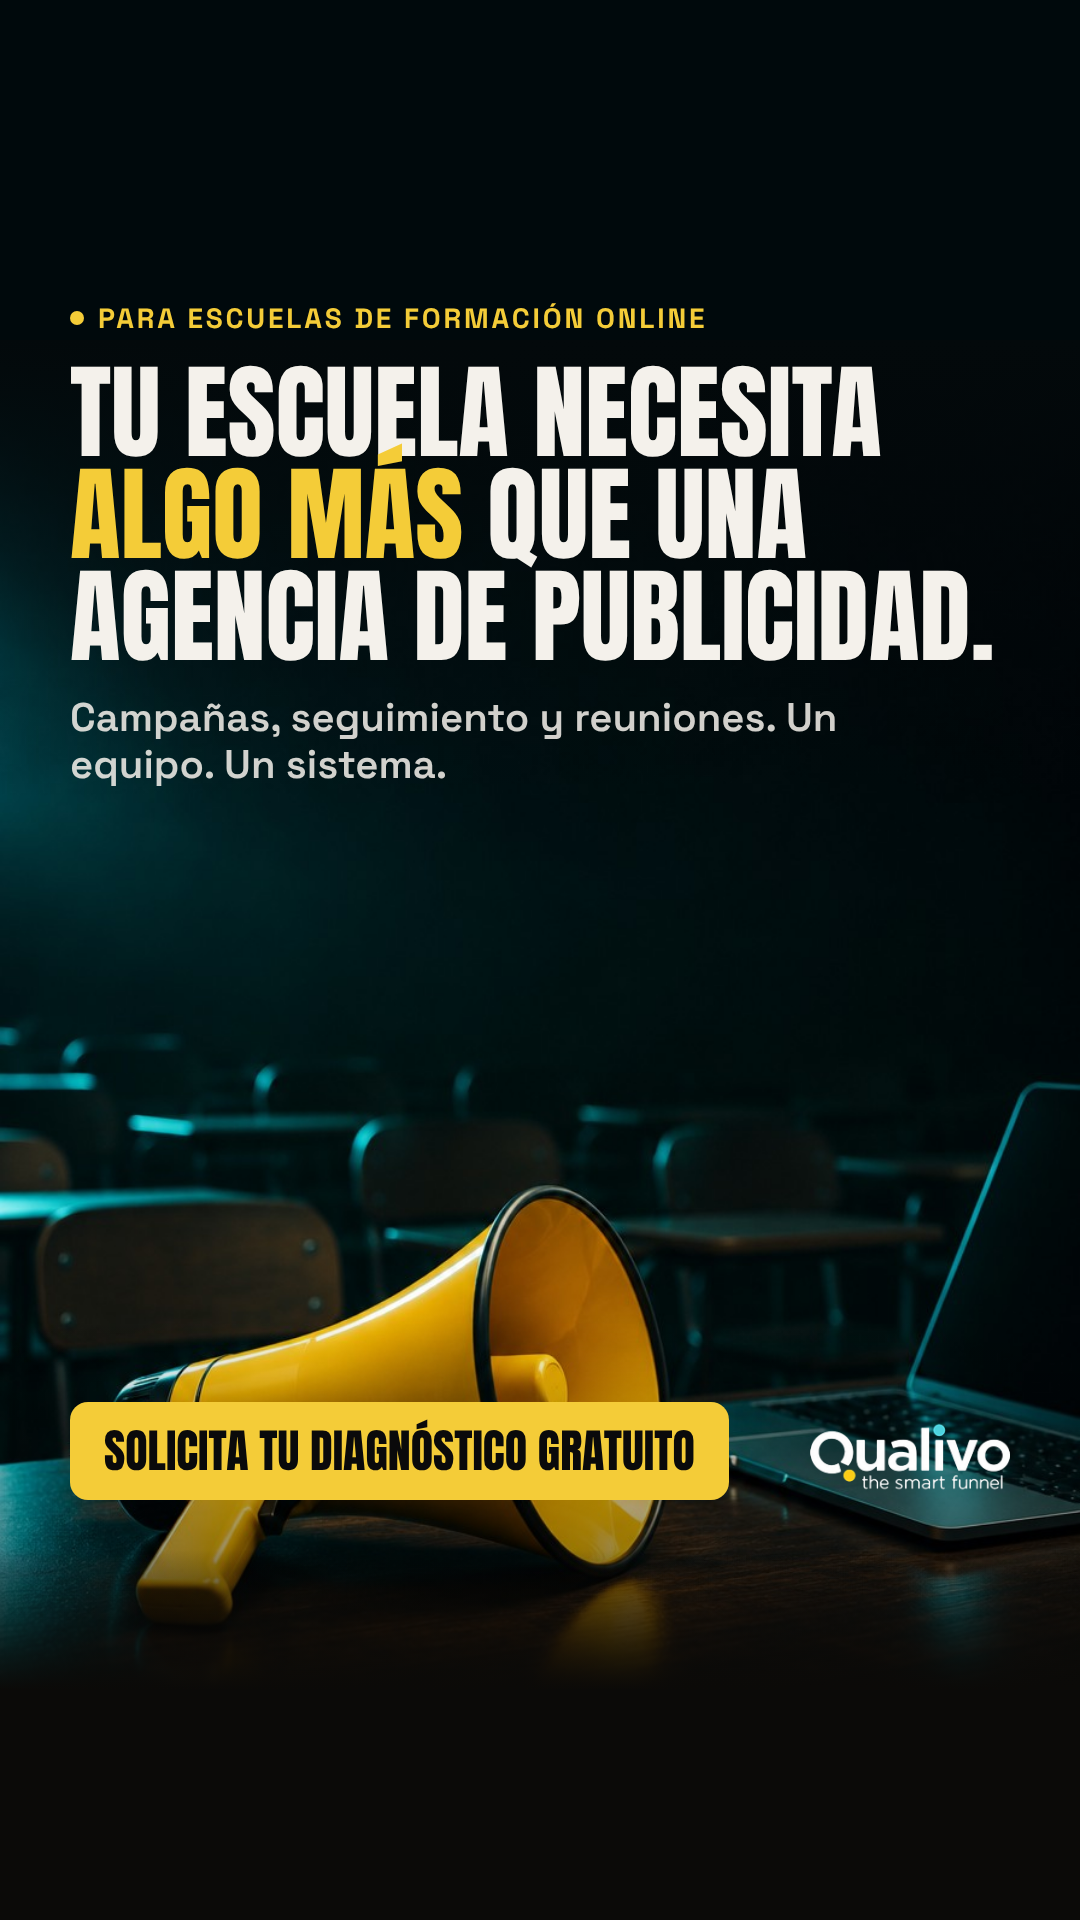 PARA ESCUELAS DE FORMACIÓN ONLINE
TU ESCUELA NECESITA
ALGO MÁS QUE UNA
AGENCIA DE PUBLICIDAD.
Campañas, seguimiento y reuniones. Un
equipo. Un sistema.
SOLICITA TU DIAGNÓSTICO GRATUITO
Qualivo
the smart funnel